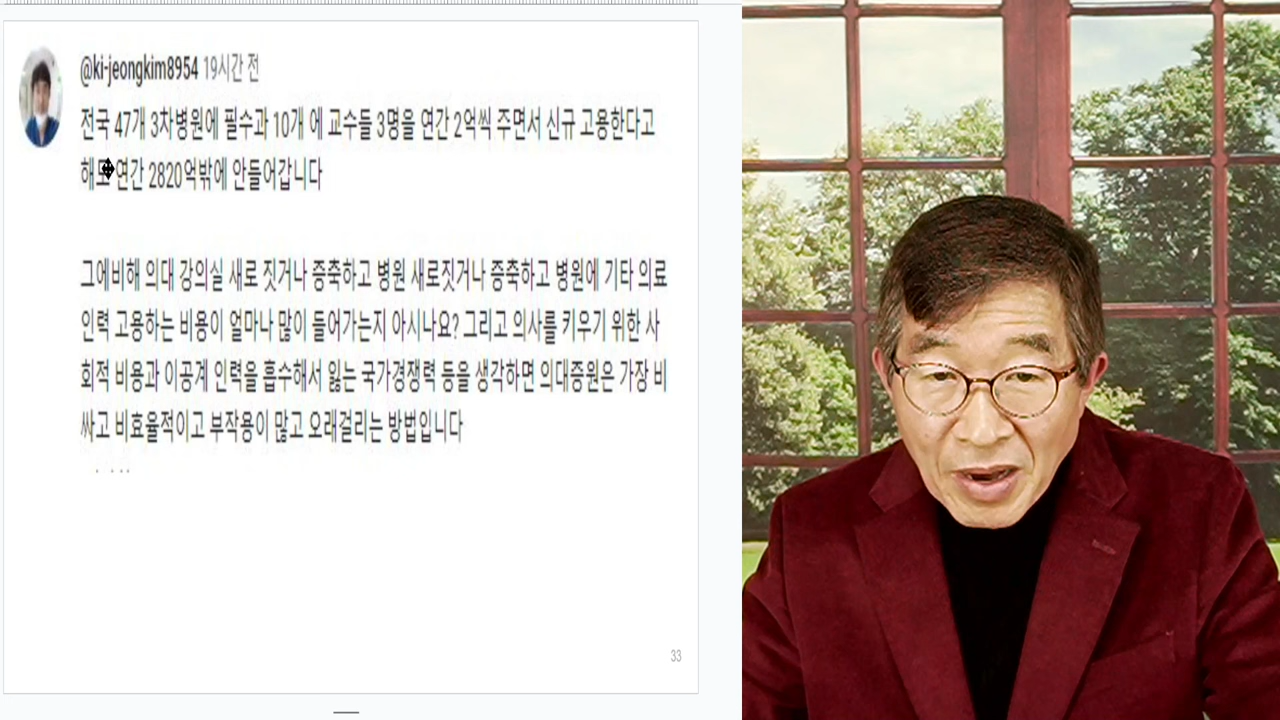 @ki-jeongkim8954 19시간 전
전국 47개 3차병원에 필수과 10개 에 교수들 3명을 연간 2억씩 주면서 신규 고용한다고
해도 연간 2820억밖에 안들어갑니다
그에비해 의대 강의실 새로 짓거나 증축하고 병원 새로짓거나 증축하고 병원에 기타 의료
인력 고용하는 비용이 얼마나 많이 들어가는지 아시나요? 그리고 의사를 키우기 위한 사
회적 비용과 이공계 인력을 흡수해서 잃는 국가경쟁력 등을 생각하면 의대증원은 가장 비
싸고 비효율적이고 부작용이 많고 오래걸리는 방법입니다
33